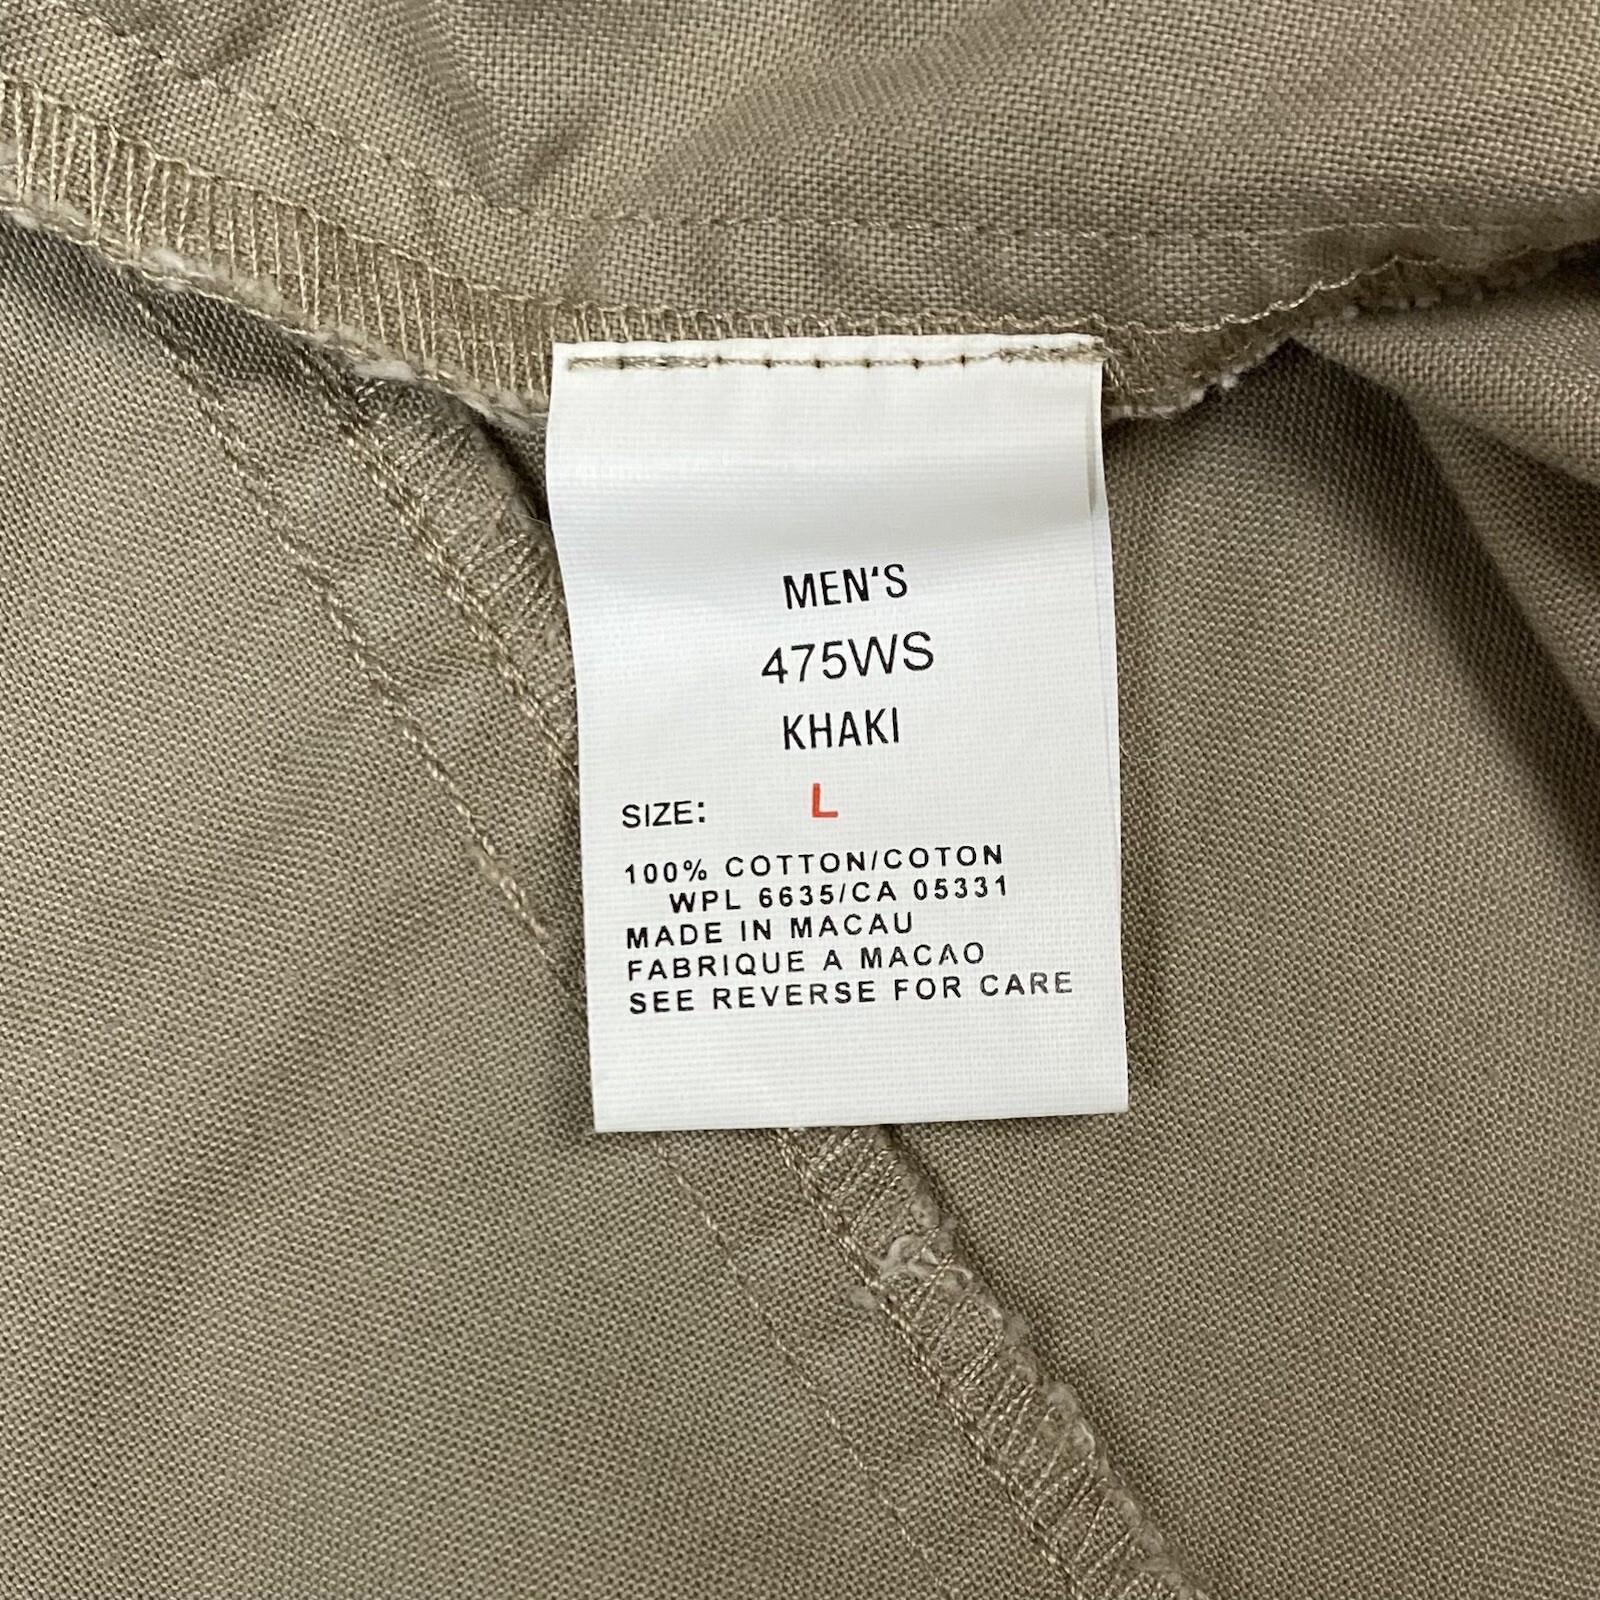 MEN'S
475WS
KHAKI
SIZE: L
100% COTTON/COTON
WPL 6635/CA 05331
MADE IN MACAU
FABRIQUE A MACAO
SEE REVERSE FOR CARE